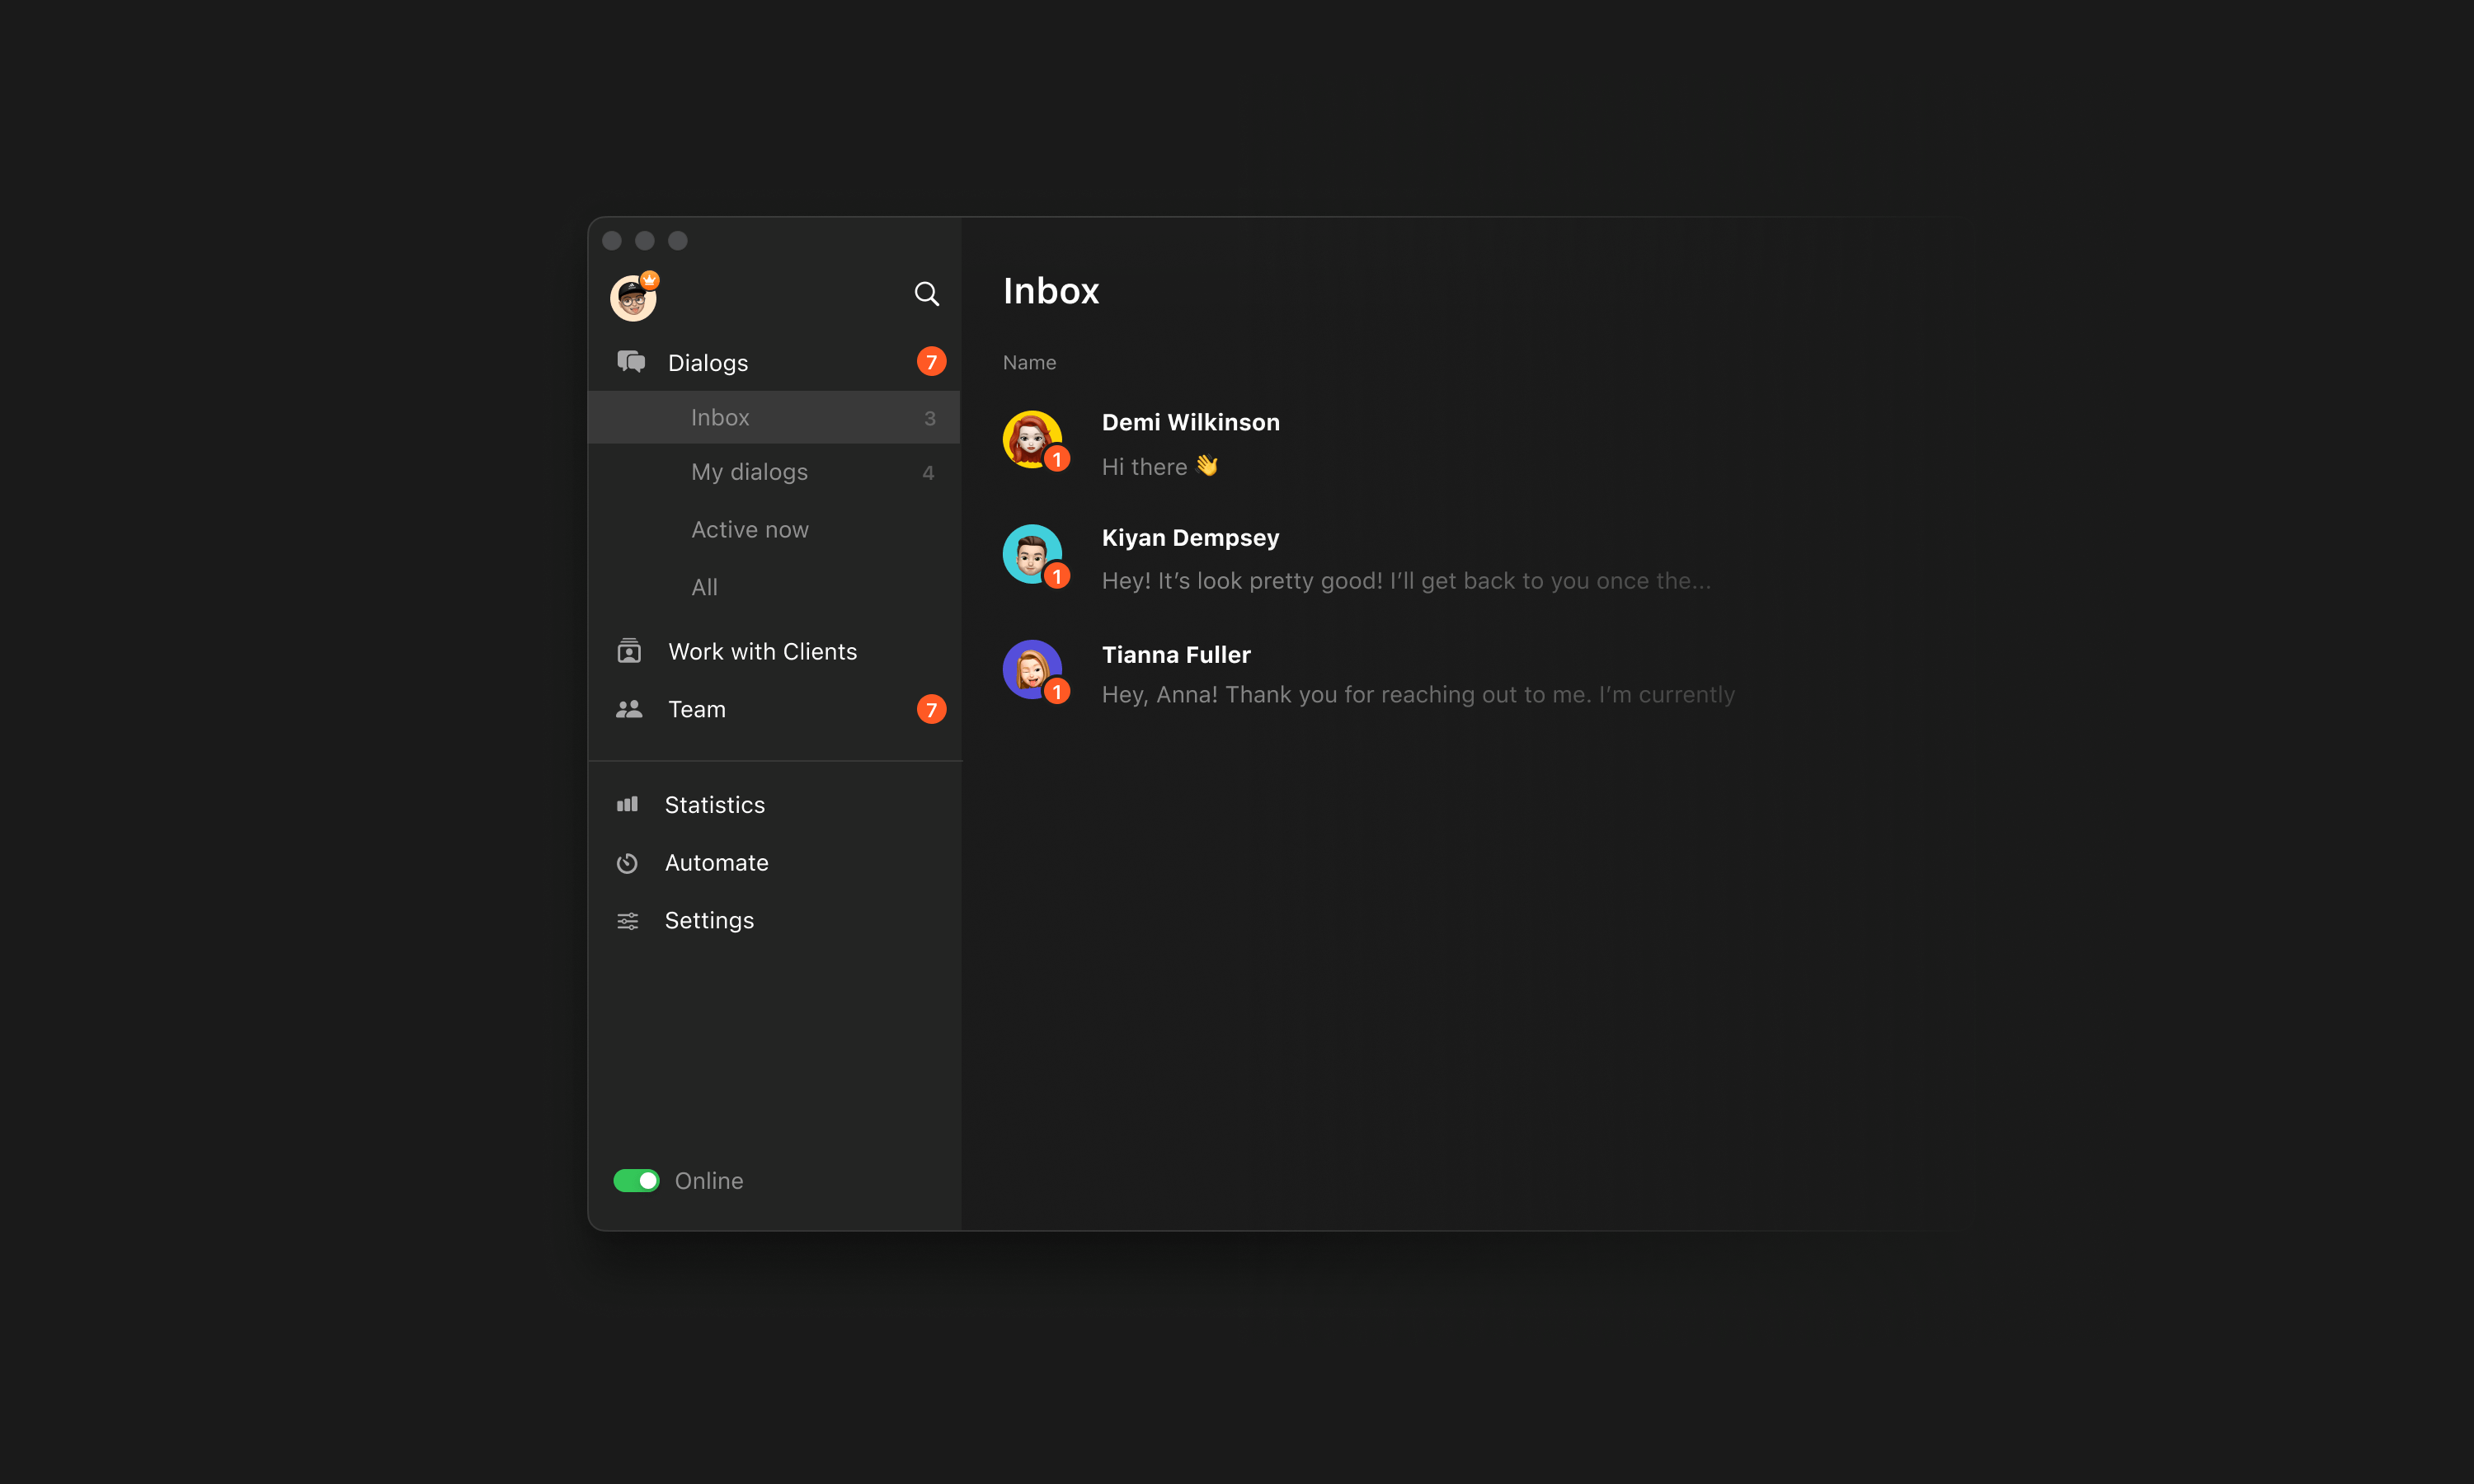 Dialogs 7
Inbox 3
My dialogs 4
Active now
All
Work with Clients
Team 7
Statistics
Automate
Settings
Online
Inbox
Name
Demi Wilkinson
1
Hi there 👋
Kiyan Dempsey
1
Hey! It’s look pretty good! I’ll get back to you once the...
Tianna Fuller
1
Hey, Anna! Thank you for reaching out to me. I’m currently